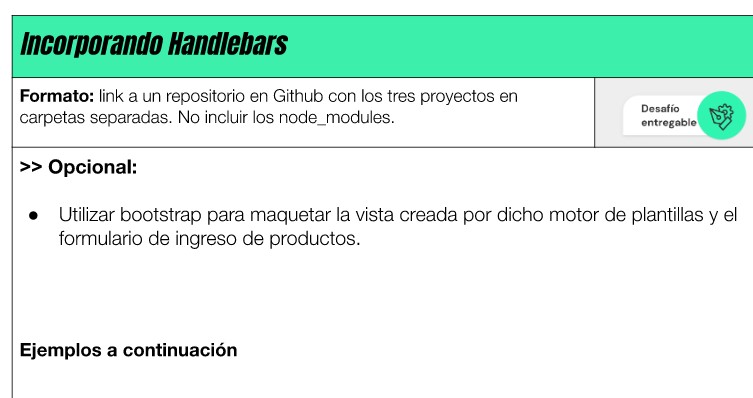 Incorporando Handlebars
Formato: link a un repositorio en Github con los tres proyectos en
carpetas separadas. No incluir los node_modules.
Desafío
entregable
>> Opcional:
● Utilizar bootstrap para maquetar la vista creada por dicho motor de plantillas y el
formulario de ingreso de productos.
Ejemplos a continuación